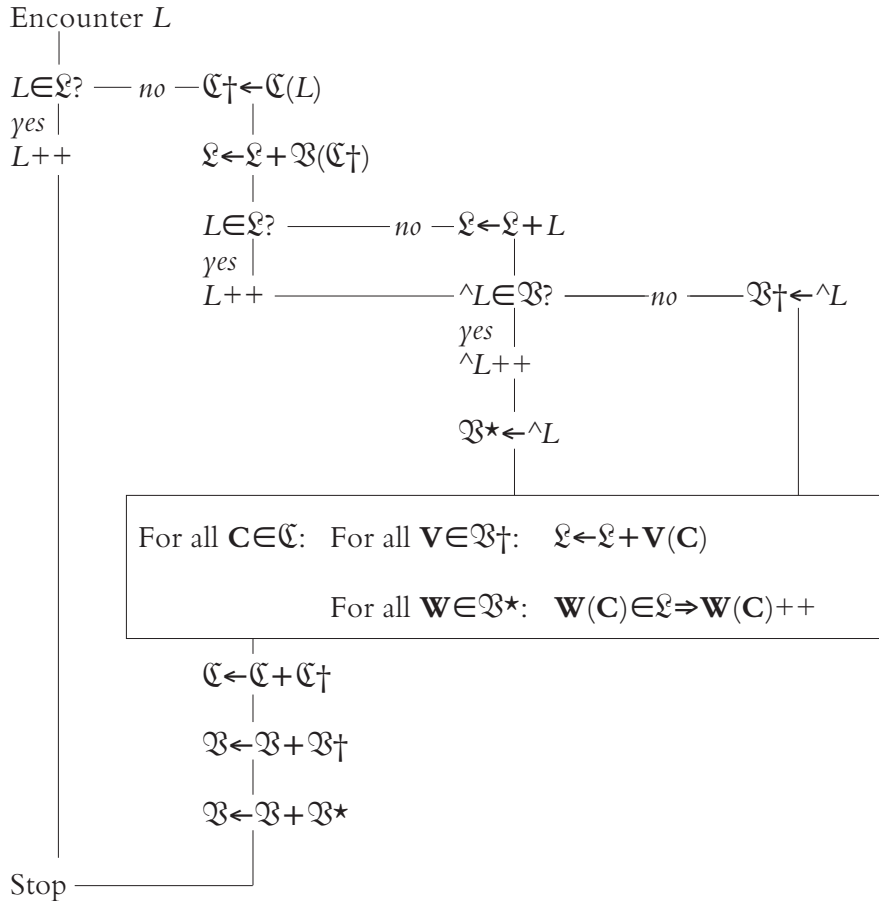 Encounter L
L∈𝔏? no ℭ†←ℭ(L)
yes
L++ 𝔏←𝔏+𝔙(ℭ†)
L∈𝔏? no 𝔏←𝔏+L
yes
L++ ^L∈𝔙? no 𝔙†←^L
yes
^L++
𝔙★←^L
For all C∈ℭ: For all V∈𝔙†: 𝔏←𝔏+V(C)
For all W∈𝔙★: W(C)∈𝔏⇒W(C)++
ℭ←ℭ+ℭ†
𝔙←𝔙+𝔙†
𝔙←𝔙+𝔙★
Stop